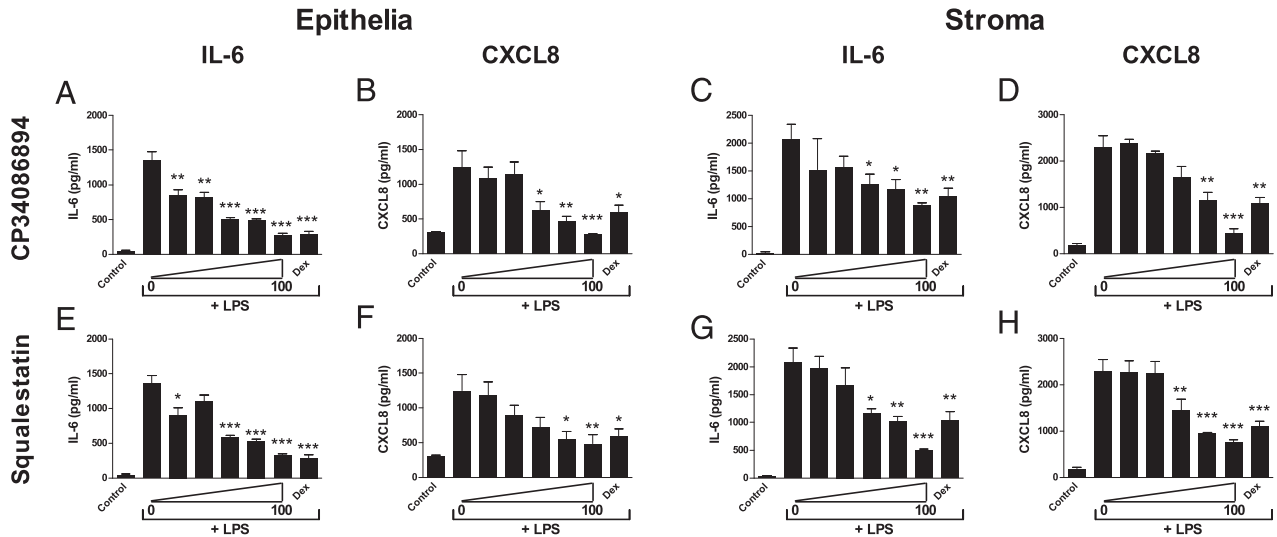 Epithelia Stroma
IL-6 CXCL8 IL-6 CXCL8
CP34086894
A
IL-6 (pg/ml)
2000
1500
1000
500
0
** ** *** *** *** ***
Control 0 100 Dex
+ LPS
B
CXCL8 (pg/ml)
2000
1500
1000
500
0
* ** *** *
Control 0 100 Dex
+ LPS
C
IL-6 (pg/ml)
2500
2000
1500
1000
500
0
* * ** **
Control 0 100 Dex
+ LPS
D
CXCL8 (pg/ml)
3000
2000
1000
0
** *** **
Control 0 100 Dex
+ LPS
Squalestatin
E
IL-6 (pg/ml)
2000
1500
1000
500
0
* *** *** *** ***
Control 0 100 Dex
+ LPS
F
CXCL8 (pg/ml)
2000
1500
1000
500
0
* ** *
Control 0 100 Dex
+ LPS
G
IL-6 (pg/ml)
2500
2000
1500
1000
500
0
* ** *** **
Control 0 100 Dex
+ LPS
H
CXCL8 (pg/ml)
3000
2000
1000
0
** *** *** ***
Control 0 100 Dex
+ LPS